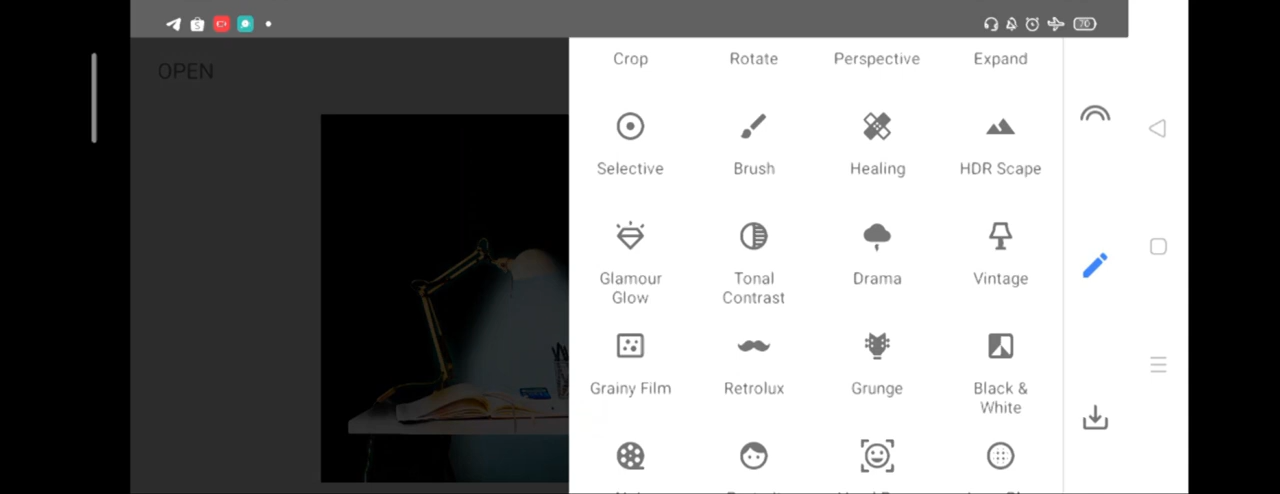 70
OPEN
Crop Rotate Perspective Expand
Selective Brush Healing HDR Scape
Glamour Glow Tonal Contrast Drama Vintage
Grainy Film Retrolux Grunge Black & White